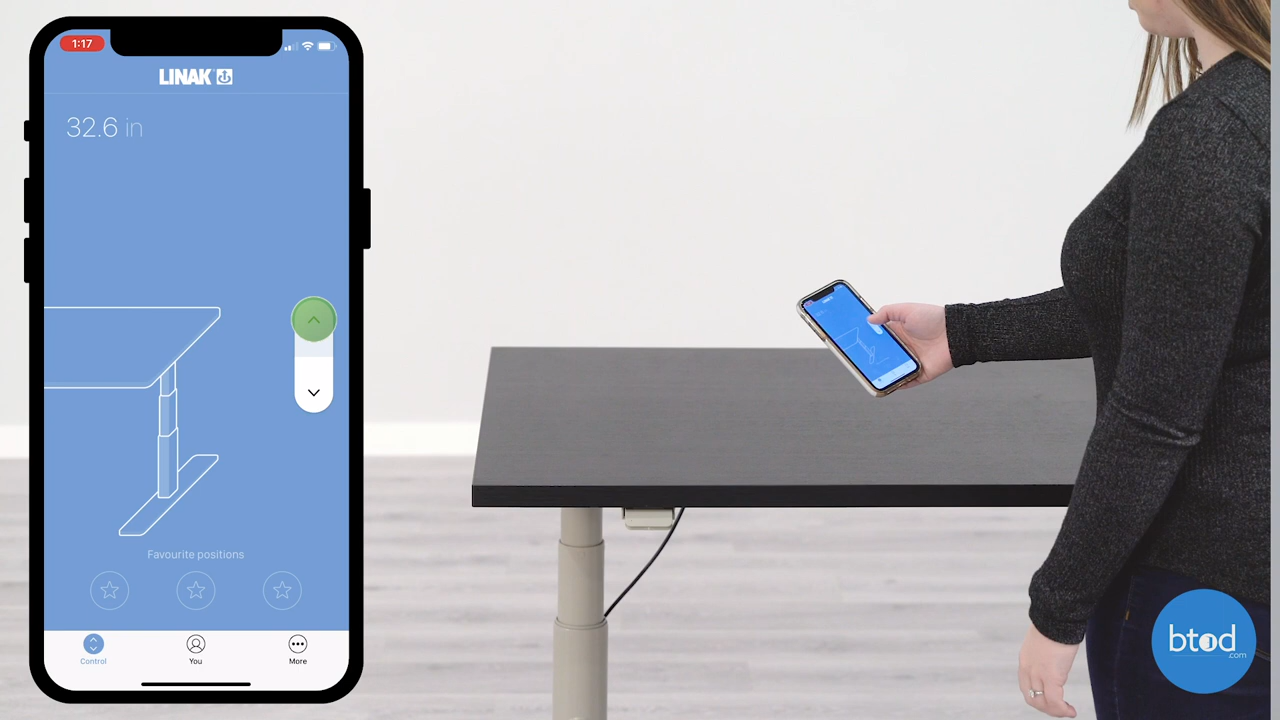 1:17
LINAK
32.6 in
Favourite positions
Control
You
More
btod
.com